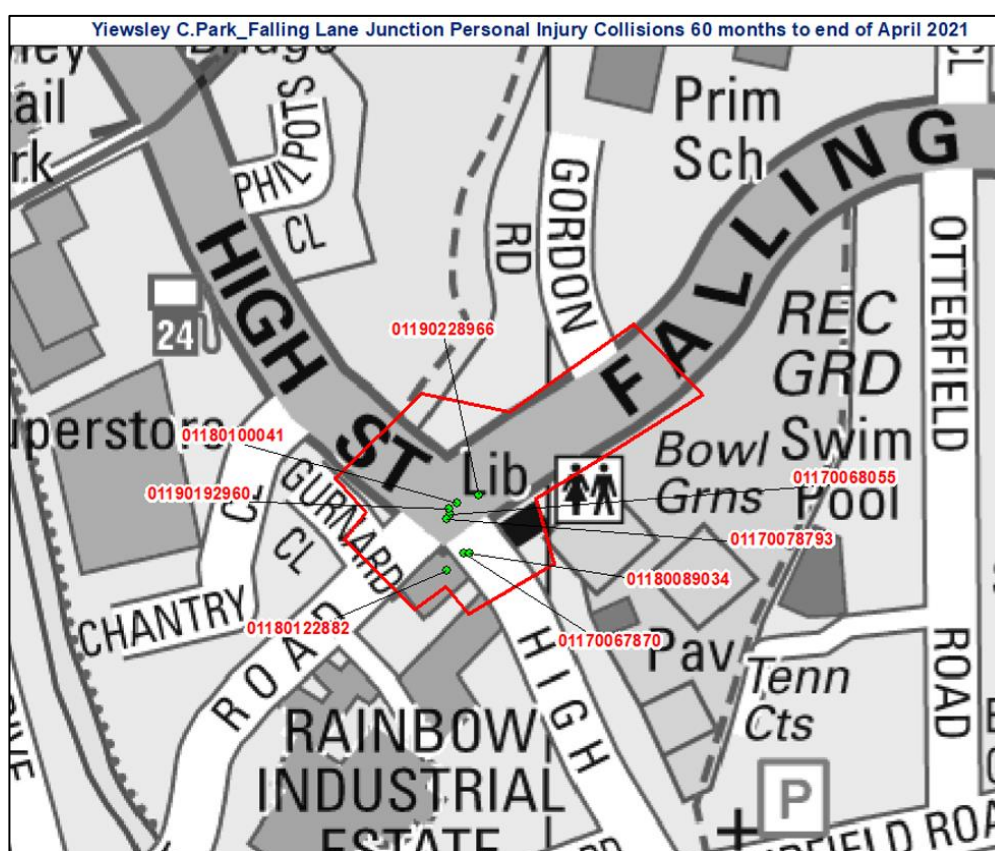 Yiewsley C.Park_Falling Lane Junction Personal Injury Collisions 60 months to end of April 2021
Prim
Sch
PHILPOTS
CL
HIGH ST
24
RD
GORDON
FALLING
OTTERFIELD
ROAD
REC
GRD
01190228966
01180100041
01190192960
Lib
Bowl
Grns
Swim
Pool
01170068055
01170078793
01180089034
01170067870
01180122882
GURNARD
CL
CHANTRY
CL
ROAD
HIGH
Pav
Tenn
Cts
RAINBOW
INDUSTRIAL
ESTATE
P